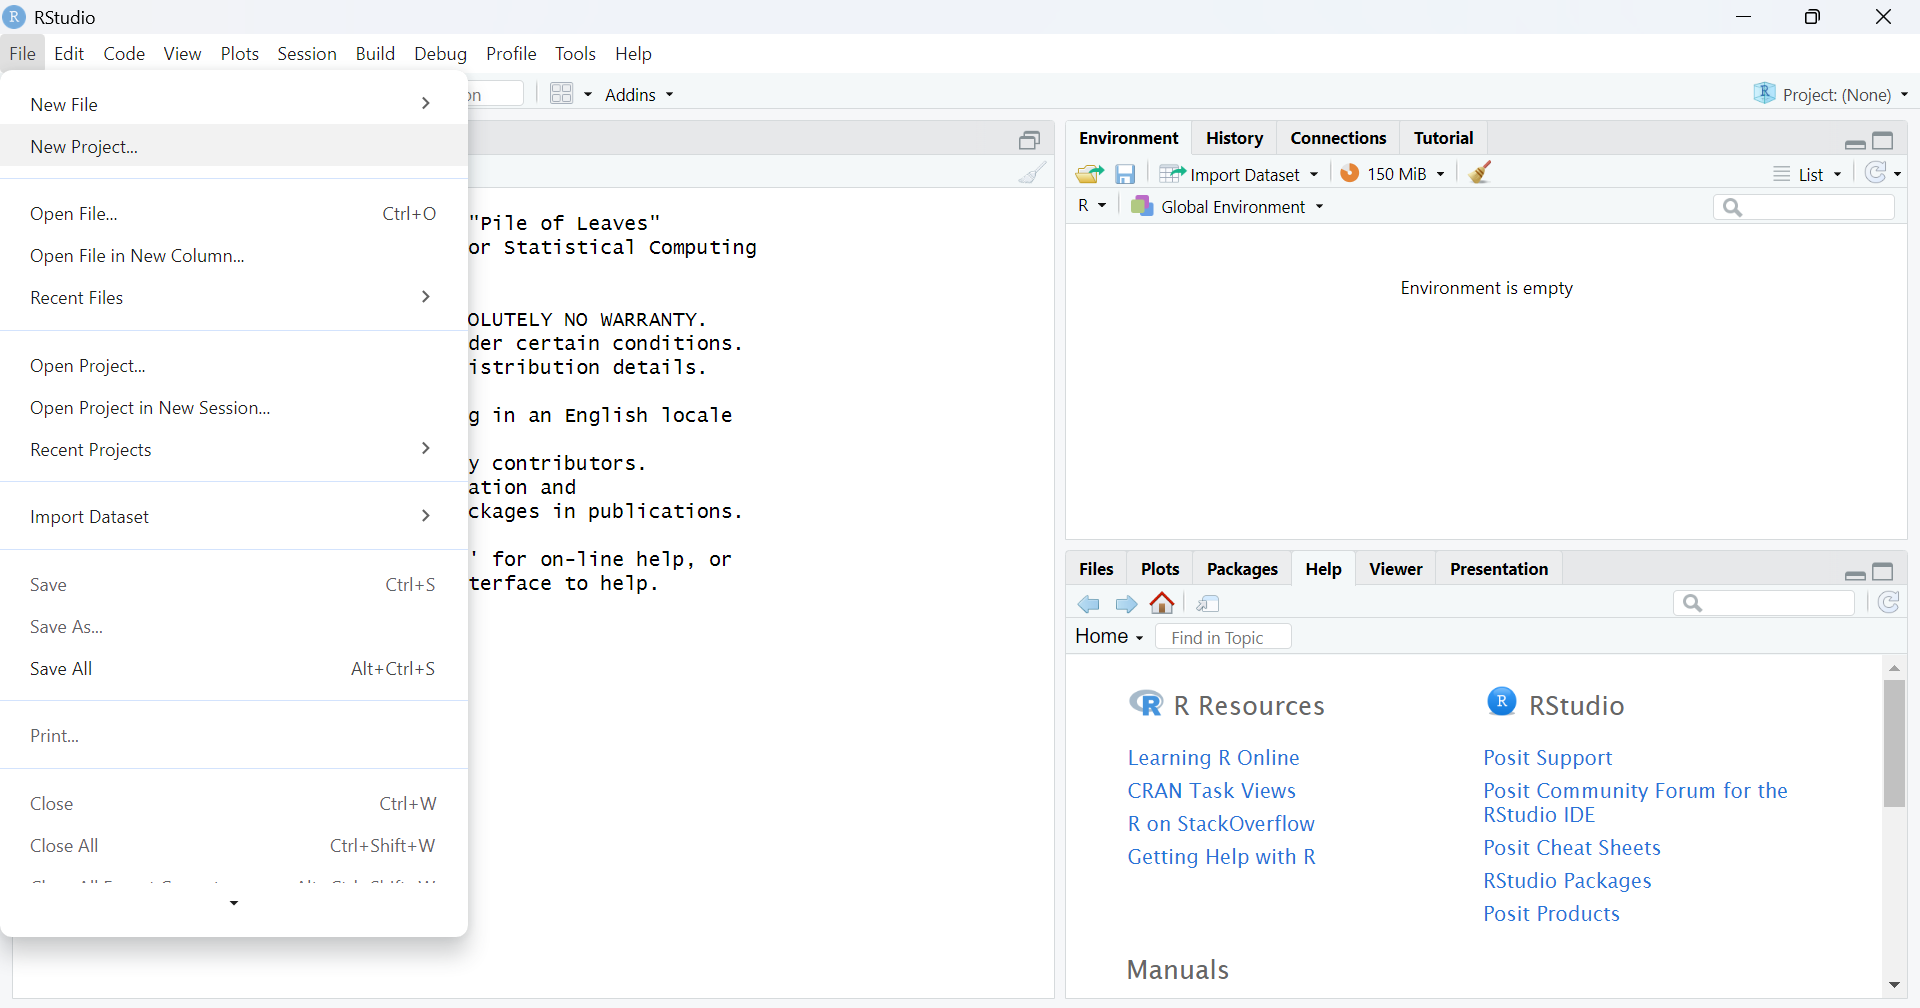 RStudio
File Edit Code View Plots Session Build Debug Profile Tools Help
Addins
Project: (None)
New File
New Project...
Open File... Ctrl+O
Open File in New Column...
Recent Files
Open Project...
Open Project in New Session...
Recent Projects
Import Dataset
Save Ctrl+S
Save As...
Save All Alt+Ctrl+S
Print...
Close Ctrl+W
Close All Ctrl+Shift+W
"Pile of Leaves"
or Statistical Computing
OLUTELY NO WARRANTY.
der certain conditions.
istribution details.
g in an English locale
y contributors.
ation and
ckages in publications.
' for on-line help, or
terface to help.
Environment History Connections Tutorial
Import Dataset 150 MiB List
R Global Environment
Environment is empty
Files Plots Packages Help Viewer Presentation
Home Find in Topic
R Resources
Learning R Online
CRAN Task Views
R on StackOverflow
Getting Help with R
RStudio
Posit Support
Posit Community Forum for the
RStudio IDE
Posit Cheat Sheets
RStudio Packages
Posit Products
Manuals